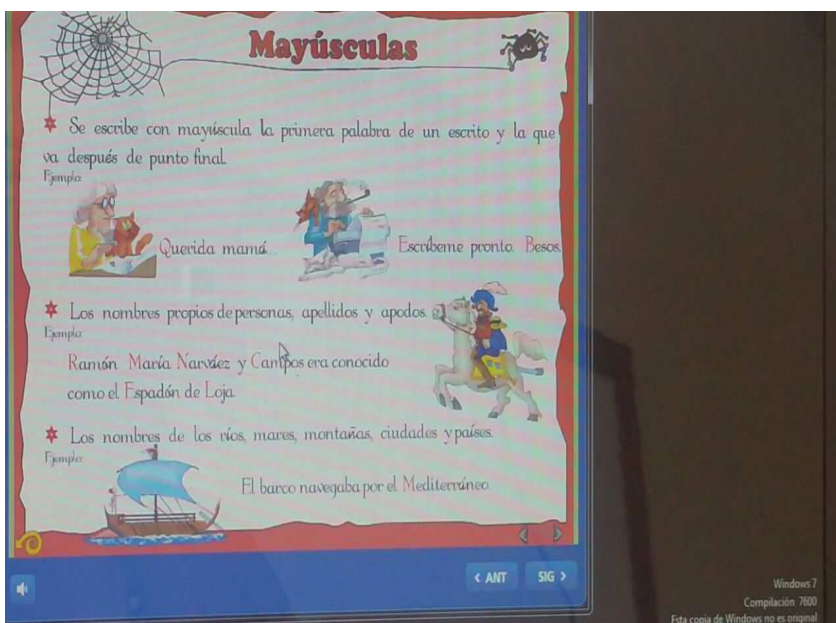 Mayúsculas
Se escribe con mayúscula la primera palabra de un escrito y la que
va después de punto final.
Ejemplo:
Querida mamá...
Escríbeme pronto. Besos.
Los nombres propios de personas, apellidos y apodos.
Ejemplo:
Ramón María Narváez y Campos era conocido
como el Espadón de Loja.
Los nombres de los ríos, mares, montañas, ciudades y países.
Ejemplo:
El barco navegaba por el Mediterráneo.
< ANT
SIG >
Windows 7
Compilación 7600
Esta copia de Windows no es original